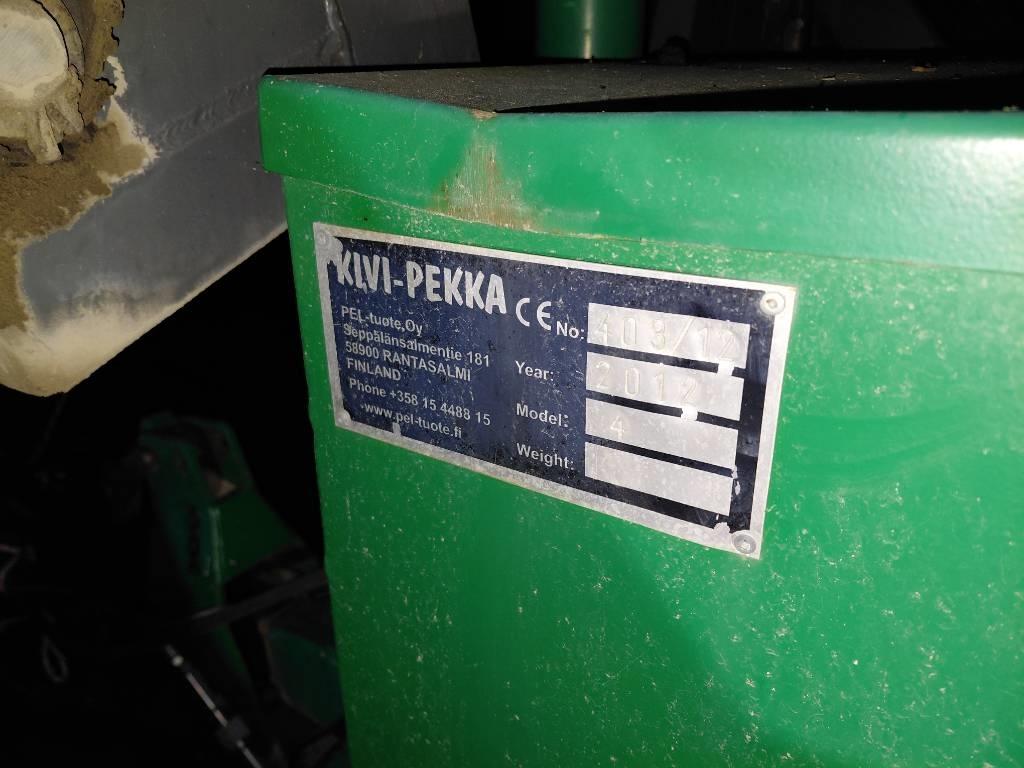 KIVI-PEKKA CE
PEL-tuote,Oy
Seppälänsalmentie 181
58900 RANTASALMI
FINLAND
Phone +358 15 4488 15
www.pel-tuote.fi
No: 403/12
Year: 2012
Model: 4
Weight: